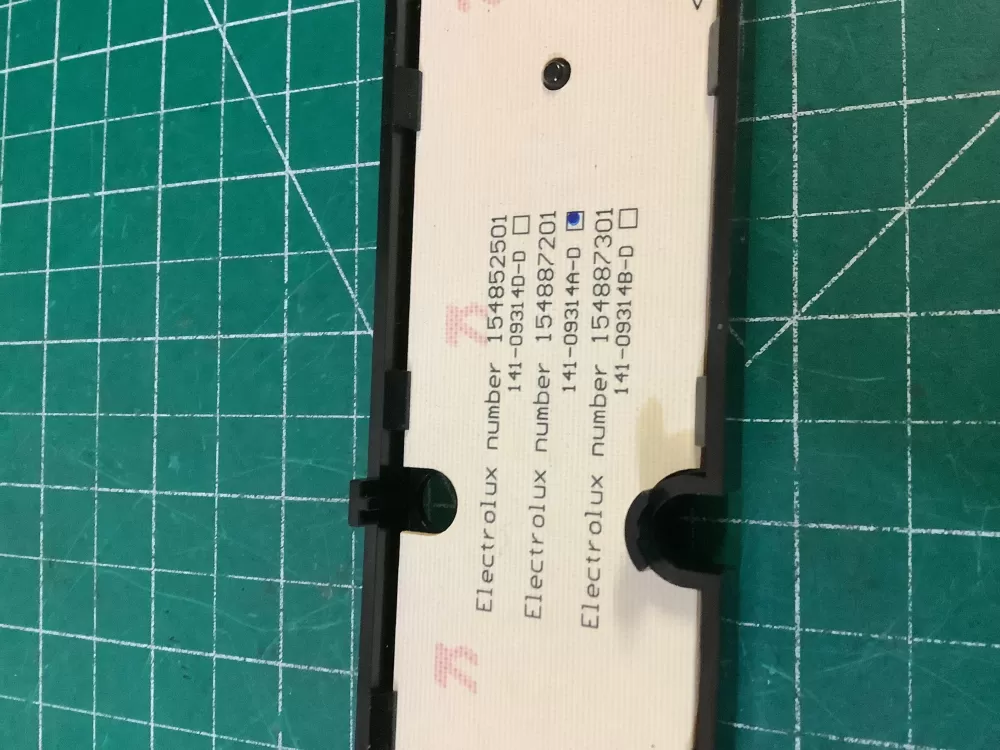 Electrolux number 154852501
141-09314D-D
Electrolux number 154887201
141-09314A-D
Electrolux number 154887301
141-09314B-D